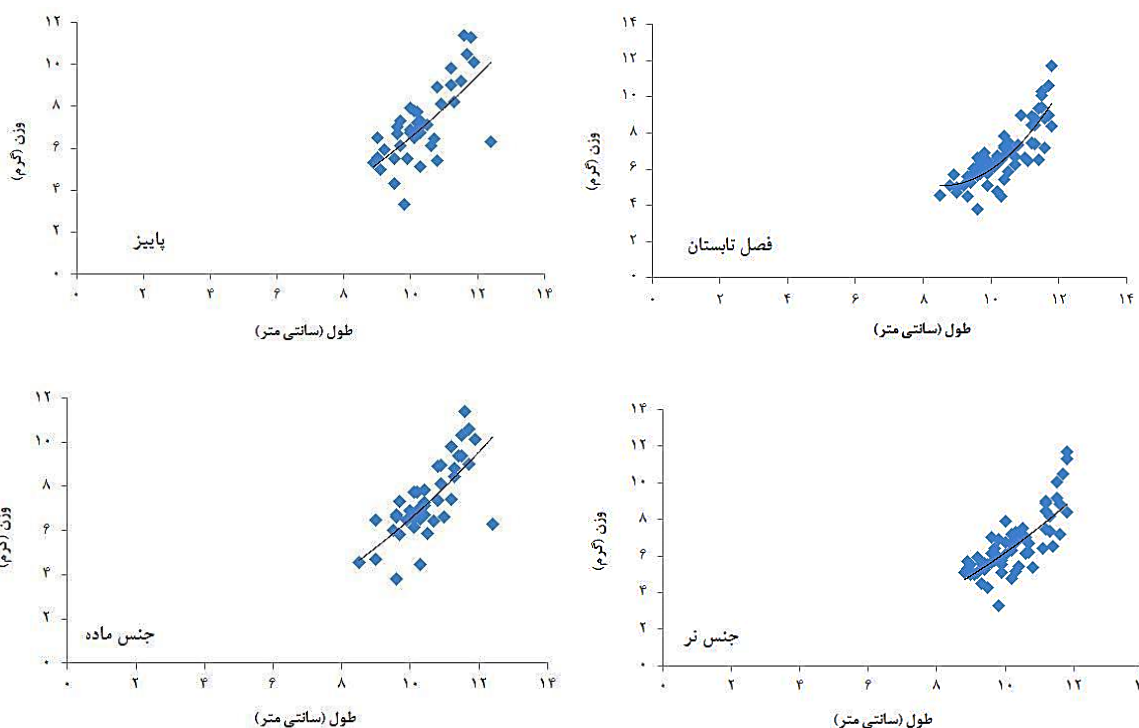 ۱۲
۱۰
۸
۶
۴
۲
۰
وزن (گرم)
پاییز
۰ ۲ ۴ ۶ ۸ ۱۰ ۱۲ ۱۴
طول (سانتی متر)
۱۴
۱۲
۱۰
۸
۶
۴
۲
۰
وزن (گرم)
فصل تابستان
۰ ۲ ۴ ۶ ۸ ۱۰ ۱۲ ۱۴
طول (سانتی متر)
۱۲
۱۰
۸
۶
۴
۲
۰
وزن (گرم)
جنس ماده
۰ ۲ ۴ ۶ ۸ ۱۰ ۱۲ ۱۴
طول (سانتی متر)
۱۴
۱۲
۱۰
۸
۶
۴
۲
۰
وزن (گرم)
جنس نر
۰ ۲ ۴ ۶ ۸ ۱۰ ۱۲
طول (سانتی متر)